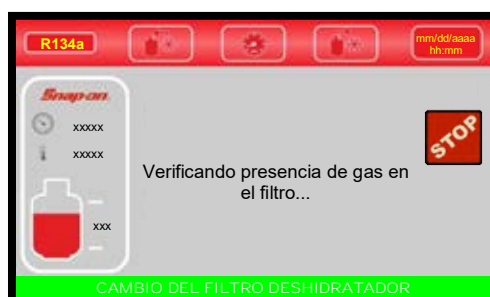 R134a
mm/dd/aaaa
hh:mm
Snap-on
xxxxx
xxxxx
xxx
STOP
Verificando presencia de gas en
el filtro...
CAMBIO DEL FILTRO DESHIDRATADOR